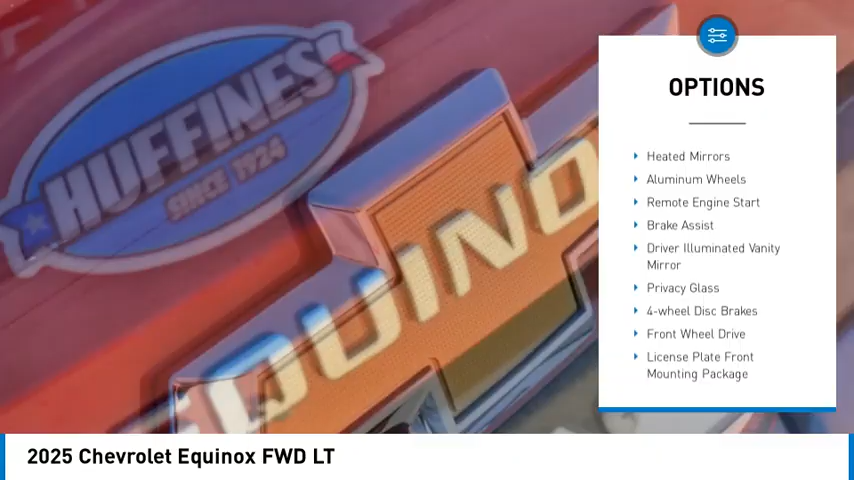 HUFFINES
SINCE 1924
EQUINO
OPTIONS
Heated Mirrors
Aluminum Wheels
Remote Engine Start
Brake Assist
Driver Illuminated Vanity
Mirror
Privacy Glass
4-wheel Disc Brakes
Front Wheel Drive
License Plate Front
Mounting Package
2025 Chevrolet Equinox FWD LT